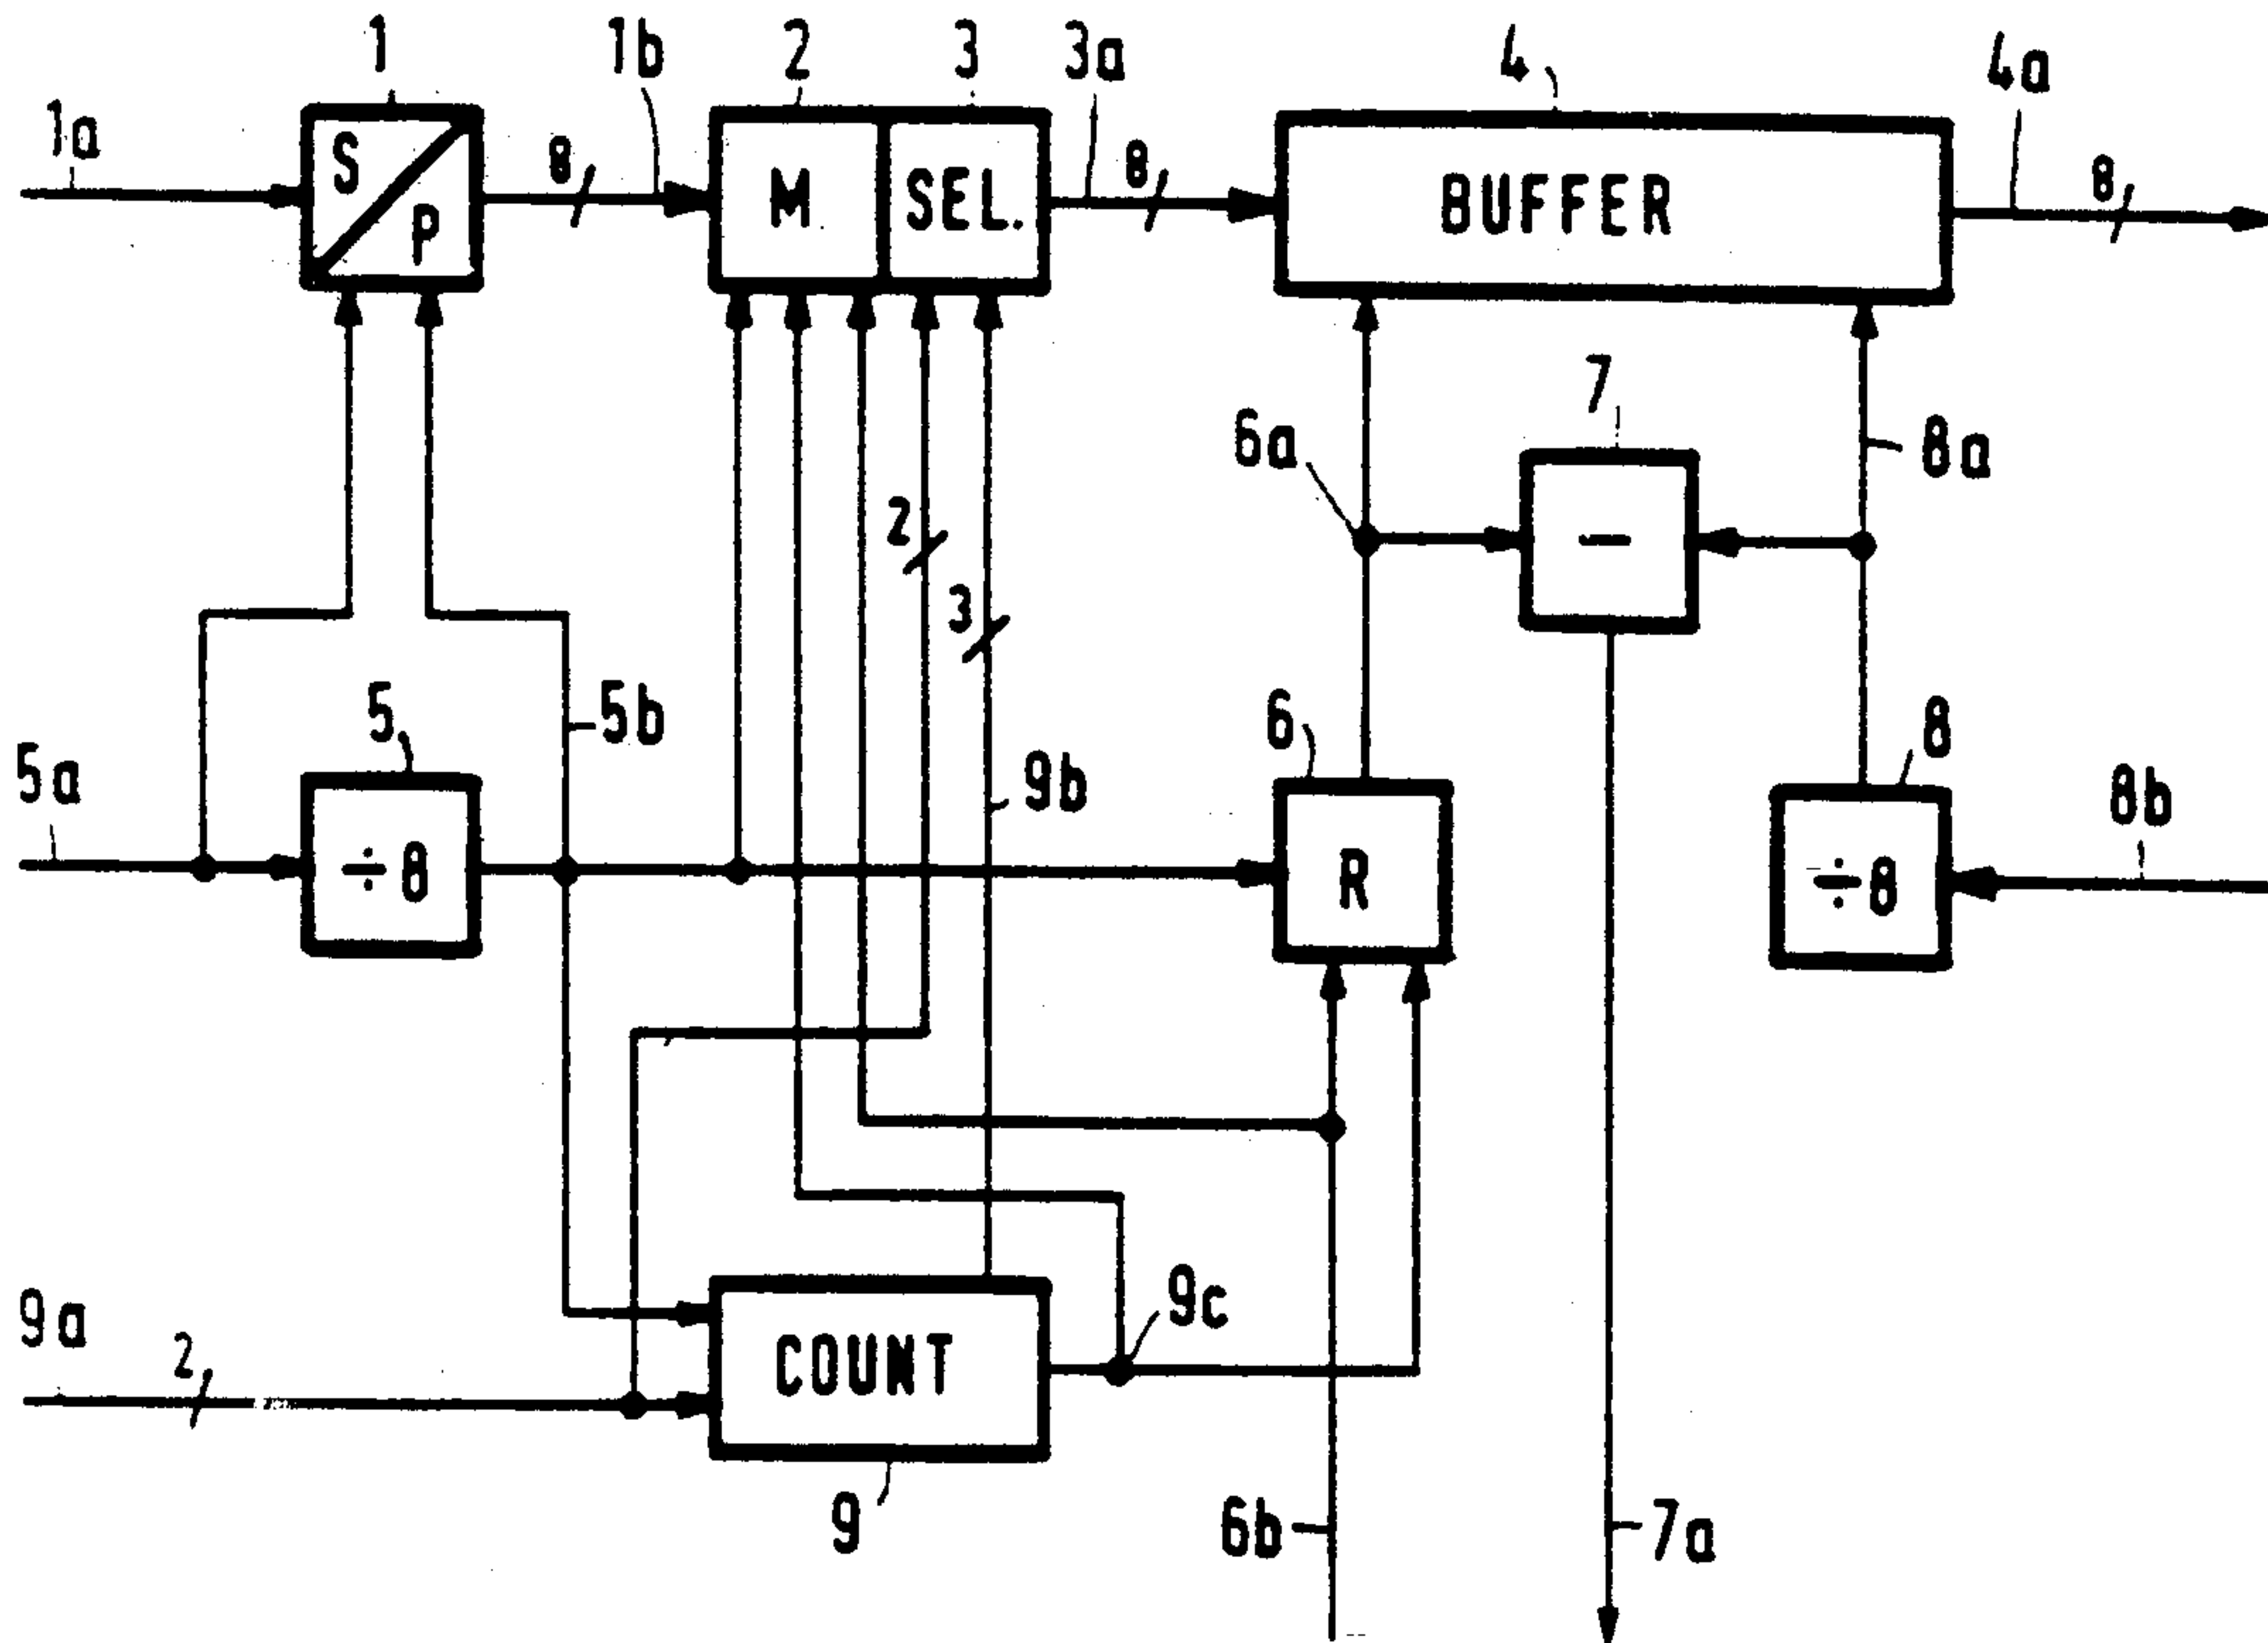 1 1b 2 3 3a 4 4a
1a
S 8 8 8
P M SEL. BUFFER
7
6a 8a
2
3
5 5b 6 8
5a 9b 8b
÷8 R ÷8
−
9c
9a 2 COUNT
9 6b 7a